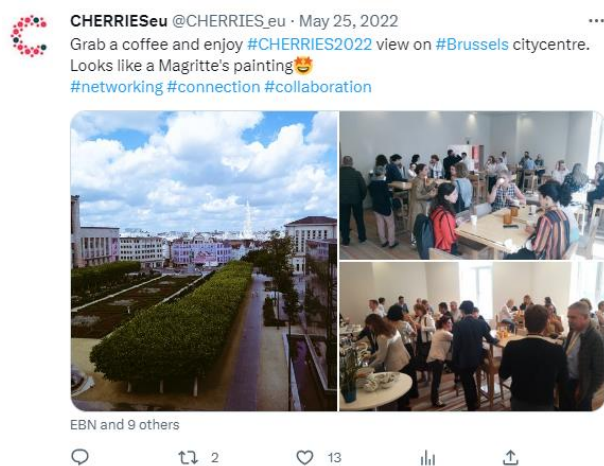 CHERRIESeu @CHERRIES_eu · May 25, 2022
Grab a coffee and enjoy #CHERRIES2022 view on #Brussels citycentre.
Looks like a Magritte's painting🤩
#networking #connection #collaboration
EBN and 9 others
2 13